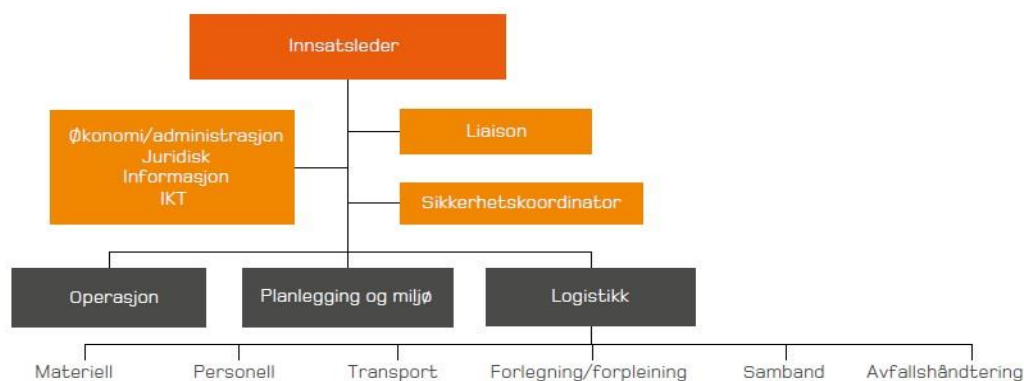 Innsatsleder
Økonomi/administrasjon
Juridisk
Informasjon
IKT
Liaison
Sikkerhetskoordinator
Operasjon
Planlegging og miljø
Logistikk
Materiell
Personell
Transport
Forlegning/forpleining
Samband
Avfallshåndtering